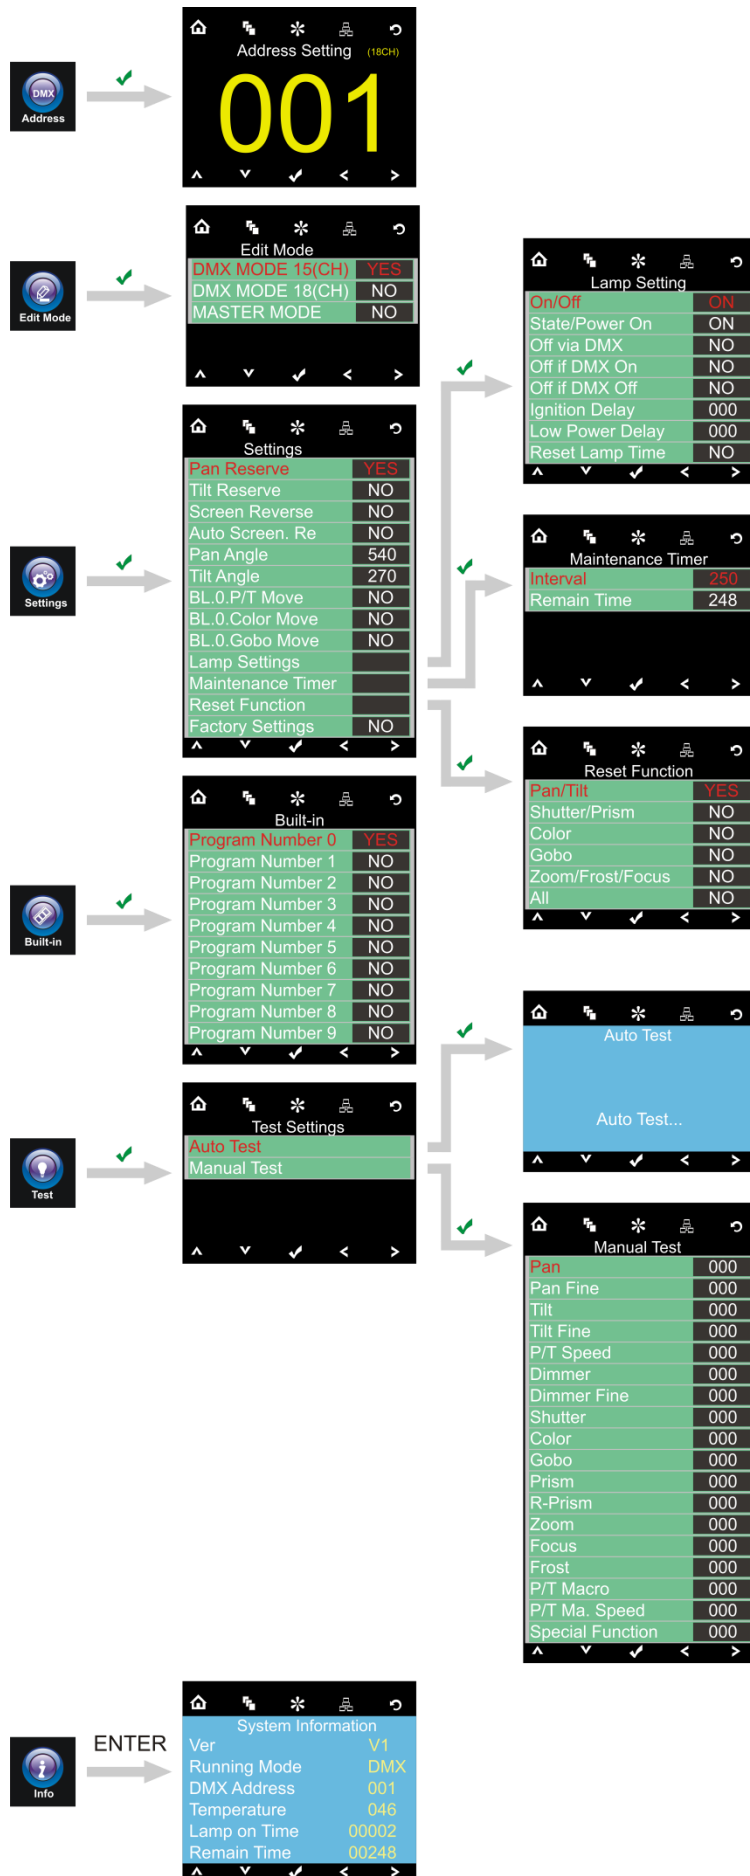 Address Setting (18CH)
DMX
Address
001
Edit Mode
Edit Mode
DMX MODE 15(CH) YES
DMX MODE 18(CH) NO
MASTER MODE NO
Settings
Settings
Pan Reserve YES
Tilt Reserve NO
Screen Reverse NO
Auto Screen. Re NO
Pan Angle 540
Tilt Angle 270
BL.0.P/T Move NO
BL.0.Color Move NO
BL.0.Gobo Move NO
Lamp Settings
Maintenance Timer
Reset Function
Factory Settings NO
Lamp Setting
On/Off ON
State/Power On ON
Off via DMX NO
Off if DMX On NO
Off if DMX Off NO
Ignition Delay 000
Low Power Delay 000
Reset Lamp Time NO
Maintenance Timer
Interval 250
Remain Time 248
Reset Function
Pan/Tilt YES
Shutter/Prism NO
Color NO
Gobo NO
Zoom/Frost/Focus NO
All NO
Built-in
Built-in
Program Number 0 YES
Program Number 1 NO
Program Number 2 NO
Program Number 3 NO
Program Number 4 NO
Program Number 5 NO
Program Number 6 NO
Program Number 7 NO
Program Number 8 NO
Program Number 9 NO
Test
Test Settings
Auto Test
Manual Test
Auto Test
Auto Test...
Manual Test
Pan 000
Pan Fine 000
Tilt 000
Tilt Fine 000
P/T Speed 000
Dimmer 000
Dimmer Fine 000
Shutter 000
Color 000
Gobo 000
Prism 000
R-Prism 000
Zoom 000
Focus 000
Frost 000
P/T Macro 000
P/T Ma. Speed 000
Special Function 000
Info
ENTER
System Information
Ver V1
Running Mode DMX
DMX Address 001
Temperature 046
Lamp on Time 00002
Remain Time 00248